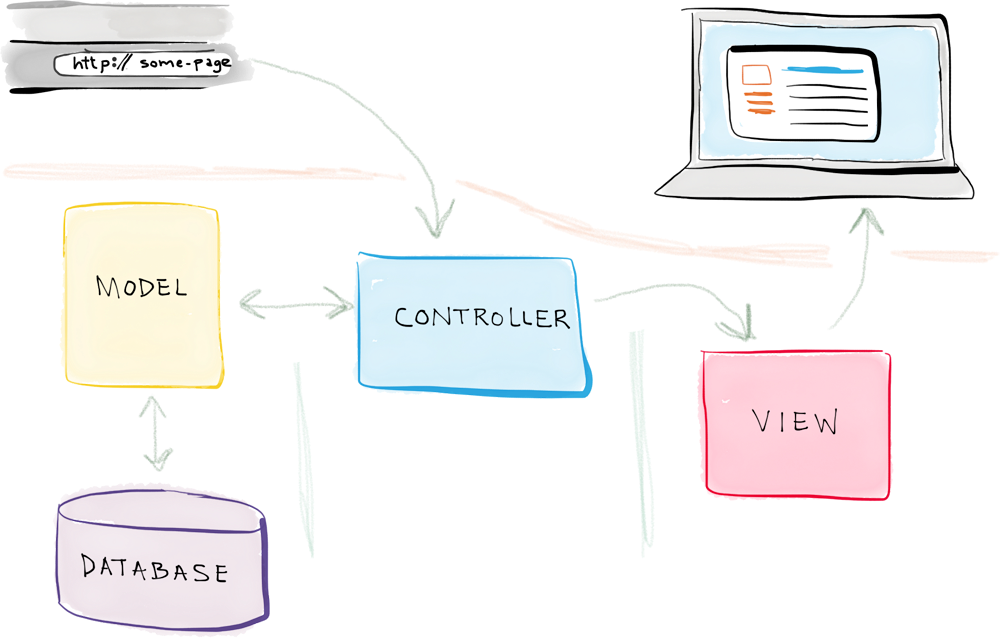 http:// some-page
MODEL
CONTROLLER
VIEW
DATABASE